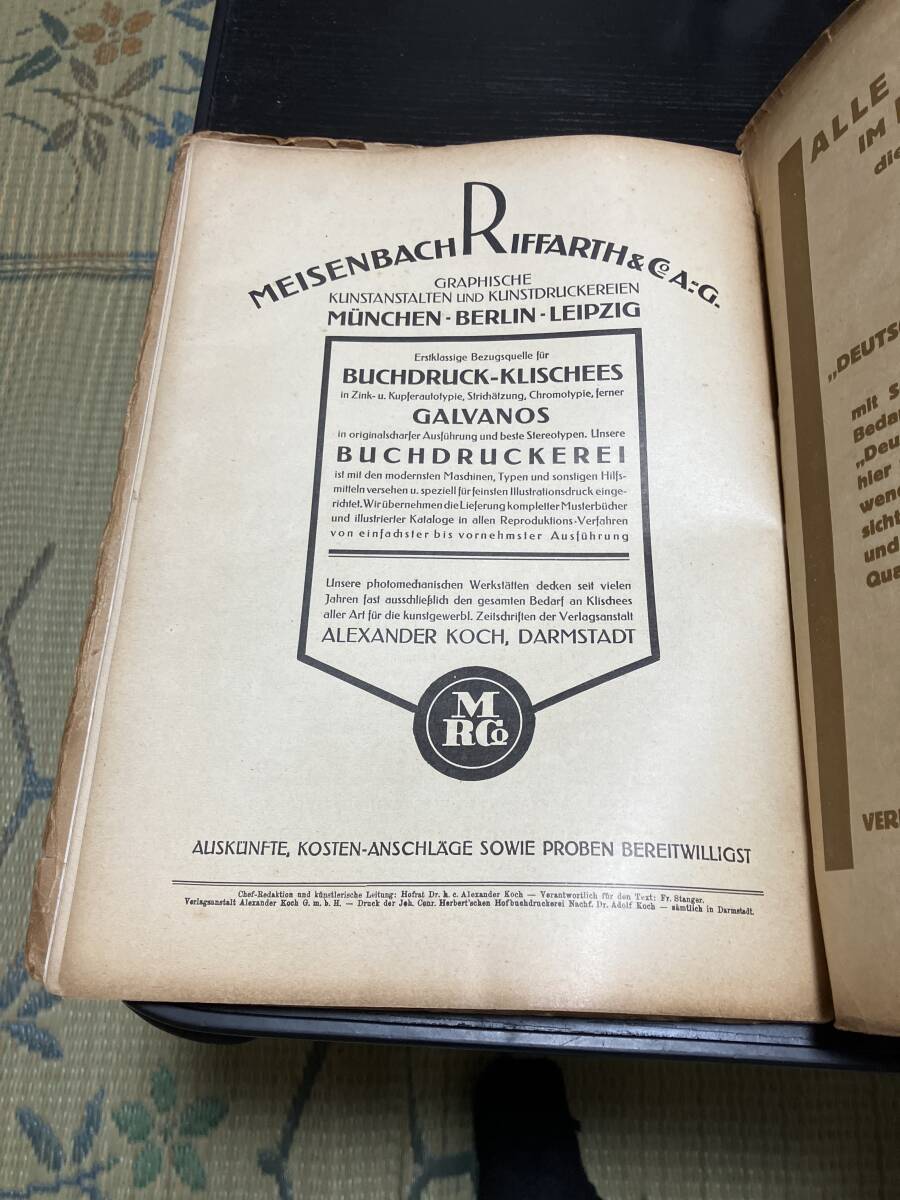 MEISENBACH RIFFARTH & Co A.-G.
GRAPHISCHE
KUNSTANSTALTEN UND KUNSTDRUCKEREIEN
MÜNCHEN · BERLIN · LEIPZIG
Erstklassige Bezugsquelle für
BUCHDRUCK-KLISCHEES
in Zink- u. Kupferautotypie, Strichätzung, Chromotypie, ferner
GALVANOS
in originalscharfer Ausführung und beste Stereotypen. Unsere
BUCHDRUCKEREI
ist mit den modernsten Maschinen, Typen und sonstigen Hilfs-
mitteln versehen u. speziell für feinsten Illustrationsdruck einge-
richtet. Wir übernehmen die Lieferung kompletter Musterbücher
und illustrierter Kataloge in allen Reproduktions-Verfahren
von einfachster bis vornehmster Ausführung
Unsere photomechanischen Werkstätten decken seit vielen
Jahren fast ausschließlich den gesamten Bedarf an Klischees
aller Art für die kunstgewerbl. Zeitschriften der Verlagsanstalt
ALEXANDER KOCH, DARMSTADT
M
RCo
AUSKÜNFTE, KOSTEN-ANSCHLÄGE SOWIE PROBEN BEREITWILLIGST
Chef-Redaktion und künstlerische Leitung: Hofrat Dr. h. c. Alexander Koch — Verantwortlich für den Text: Fr. Stanger.
Verlagsanstalt Alexander Koch G. m. b. H. — Druck der Joh. Conr. Herbert'schen Hofbuchdruckerei Nachf. Dr. Adolf Koch — sämtlich in Darmstadt.
ALLE
IM
die
„DEUTSC
mit S
Bedar
„Deu
hier
wend
sicht
und
Qua
VERL